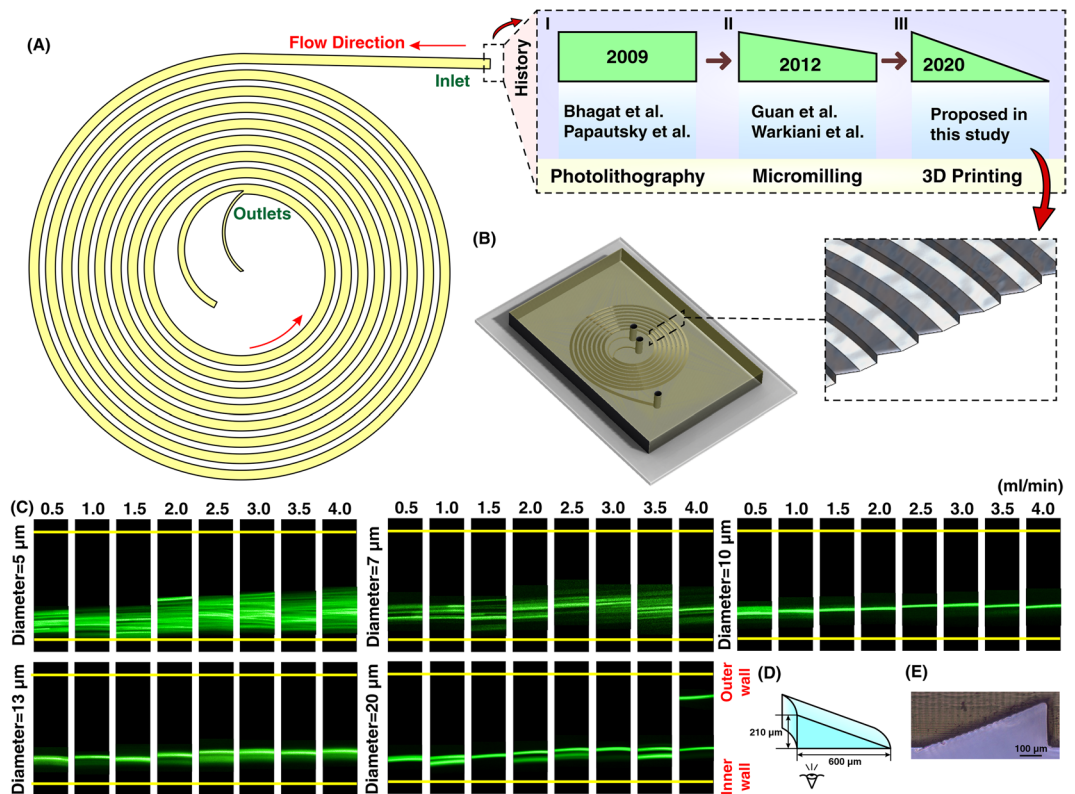 (A)
Flow Direction
Inlet
Outlets
History
I
2009
Bhagat et al.
Papautsky et al.
Photolithography
II
2012
Guan et al.
Warkiani et al.
Micromilling
III
2020
Proposed in
this study
3D Printing
(B)
(ml/min)
(C)
0.5 1.0 1.5 2.0 2.5 3.0 3.5 4.0
Diameter=5 μm
0.5 1.0 1.5 2.0 2.5 3.0 3.5 4.0
Diameter=7 μm
0.5 1.0 1.5 2.0 2.5 3.0 3.5 4.0
Diameter=10 μm
Diameter=13 μm
Diameter=20 μm
Outer
wall
Inner
wall
(D)
210 μm
600 μm
(E)
100 μm